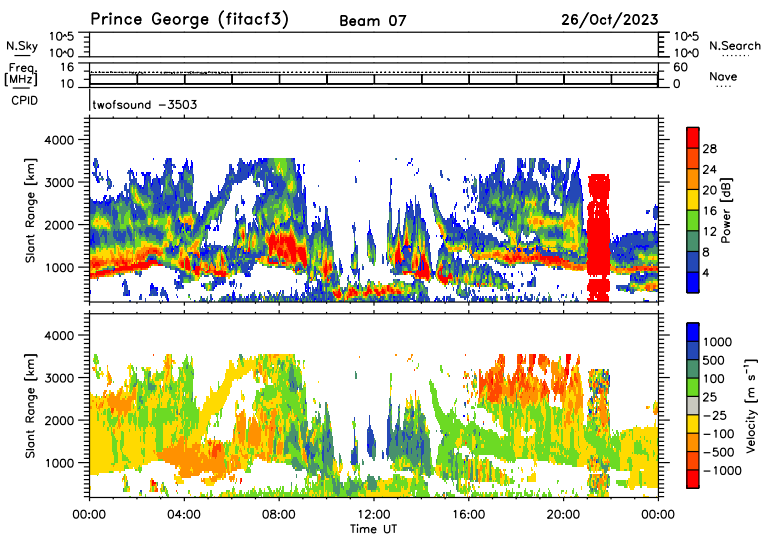 Prince George (fitacf3) Beam 07 26/Oct/2023
N.Sky 10^5 10^5 N.Search
10^0 10^0
Freq. [MHz] 16 60 Nave
10 0
CPID twofsound -3503
4000
3000
2000
1000
Slant Range [km]
28
24
20
16
12
8
4
Power [dB]
4000
3000
2000
1000
Slant Range [km]
1000
500
100
25
-25
-100
-500
-1000
Velocity [m s⁻¹]
00:00 04:00 08:00 12:00 16:00 20:00 00:00
Time UT